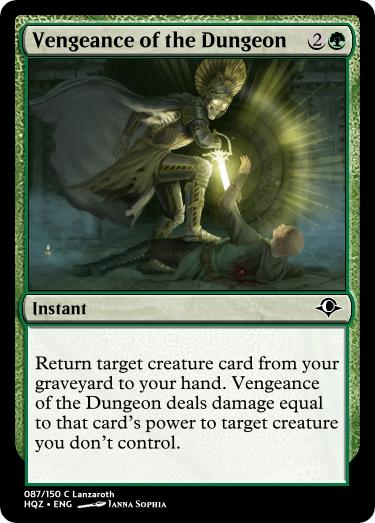 Vengeance of the Dungeon 2
Instant
Return target creature card from your
graveyard to your hand. Vengeance
of the Dungeon deals damage equal
to that card's power to target creature
you don't control.
087/150 C Lanzaroth
HQZ • ENG Ianna Sophia